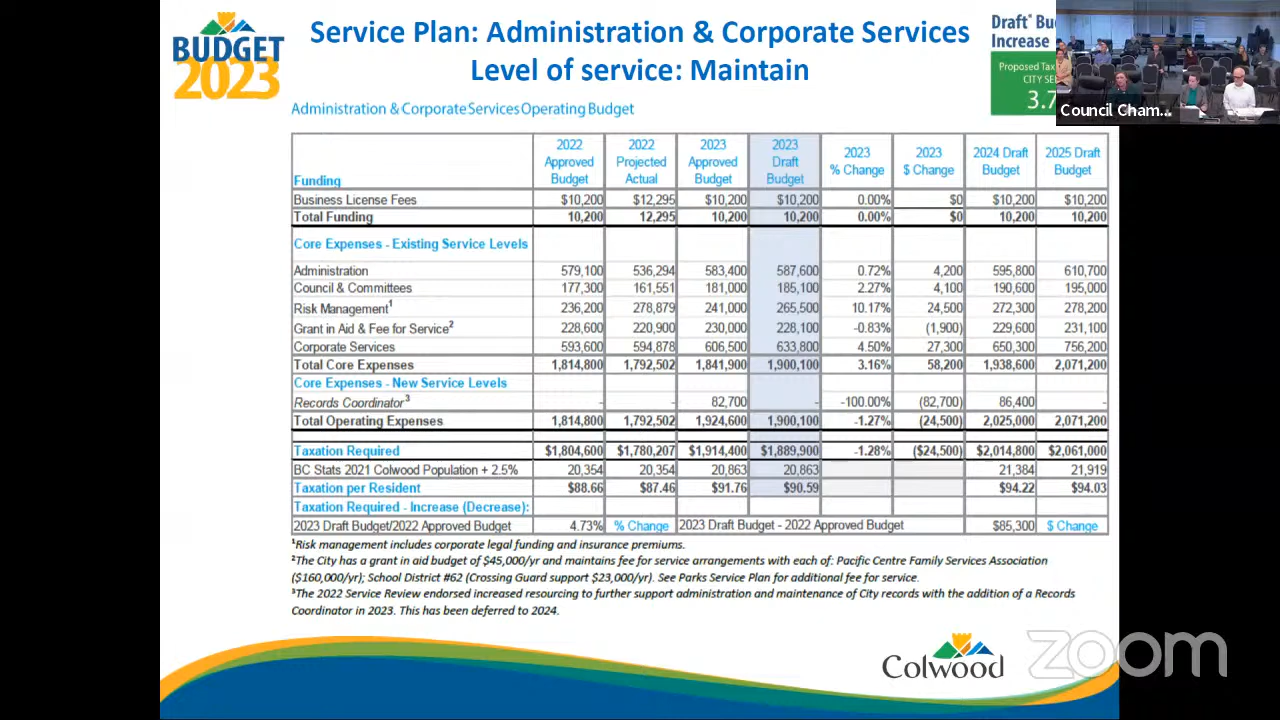 BUDGET
2023
Service Plan: Administration & Corporate Services
Level of service: Maintain
Draft* Bu
Increase
Proposed Tax
CITY SE
3.7
Council Cham...
Administration & Corporate Services Operating Budget
Funding 2022 Approved Budget 2022 Projected Actual 2023 Approved Budget 2023 Draft Budget 2023 % Change 2023 $ Change 2024 Draft Budget 2025 Draft Budget
Business License Fees $10,200 $12,295 $10,200 $10,200 0.00% $0 $10,200 $10,200
Total Funding 10,200 12,295 10,200 10,200 0.00% $0 10,200 10,200
Core Expenses - Existing Service Levels
Administration 579,100 536,294 583,400 587,600 0.72% 4,200 595,800 610,700
Council & Committees 177,300 161,551 181,000 185,100 2.27% 4,100 190,600 195,000
Risk Management¹ 236,200 278,879 241,000 265,500 10.17% 24,500 272,300 278,200
Grant in Aid & Fee for Service² 228,600 220,900 230,000 228,100 -0.83% (1,900) 229,600 231,100
Corporate Services 593,600 594,878 606,500 633,800 4.50% 27,300 650,300 756,200
Total Core Expenses 1,814,800 1,792,502 1,841,900 1,900,100 3.16% 58,200 1,938,600 2,071,200
Core Expenses - New Service Levels
Records Coordinator³ - - 82,700 - -100.00% (82,700) 86,400 -
Total Operating Expenses 1,814,800 1,792,502 1,924,600 1,900,100 -1.27% (24,500) 2,025,000 2,071,200
Taxation Required $1,804,600 $1,780,207 $1,914,400 $1,889,900 -1.28% ($24,500) $2,014,800 $2,061,000
BC Stats 2021 Colwood Population + 2.5% 20,354 20,354 20,863 20,863 21,384 21,919
Taxation per Resident $88.66 $87.46 $91.76 $90.59 $94.22 $94.03
Taxation Required - Increase (Decrease):
2023 Draft Budget/2022 Approved Budget 4.73% % Change 2023 Draft Budget - 2022 Approved Budget $85,300 $ Change
¹Risk management includes corporate legal funding and insurance premiums.
²The City has a grant in aid budget of $45,000/yr and maintains fee for service arrangements with each of: Pacific Centre Family Services Association
($160,000/yr); School District #62 (Crossing Guard support $23,000/yr). See Parks Service Plan for additional fee for service.
³The 2022 Service Review endorsed increased resourcing to further support administration and maintenance of City records with the addition of a Records
Coordinator in 2023. This has been deferred to 2024.
Colwood
zoom